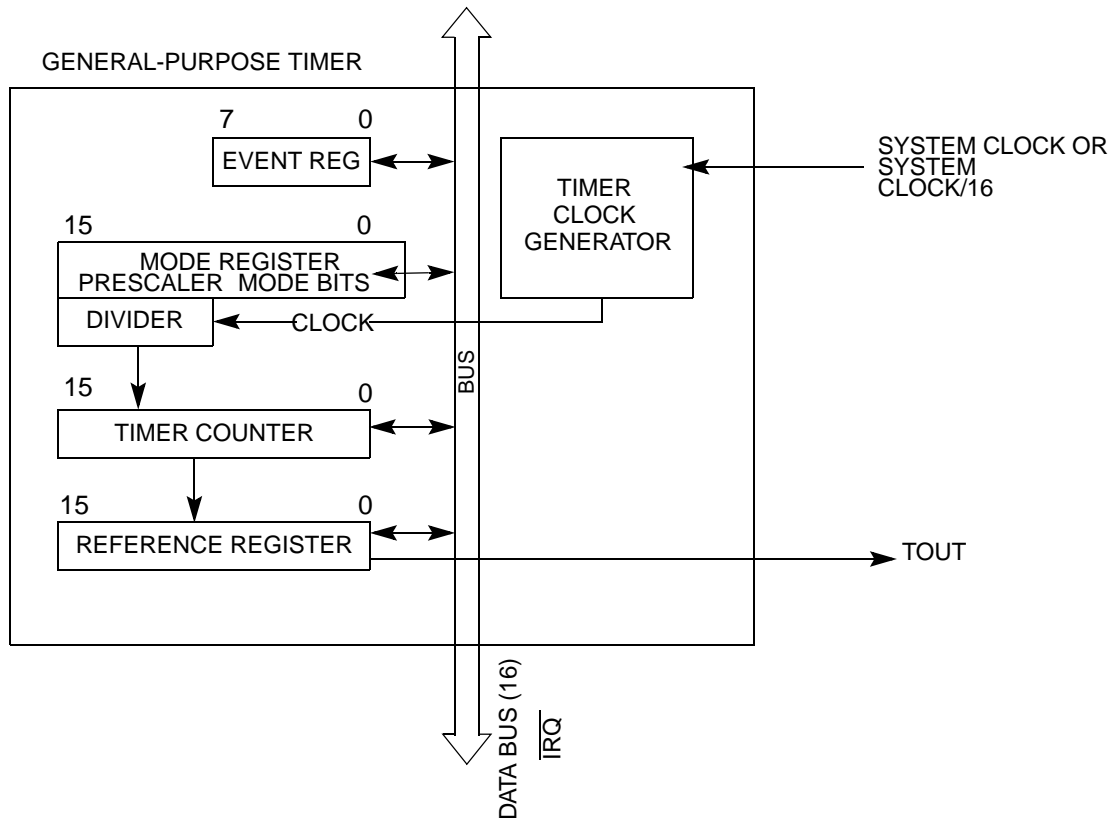 GENERAL-PURPOSE TIMER
7 0
EVENT REG
TIMER
CLOCK
GENERATOR
SYSTEM CLOCK OR
SYSTEM
CLOCK/16
15 0
MODE REGISTER
PRESCALER MODE BITS
DIVIDER
CLOCK
BUS
15 0
TIMER COUNTER
15 0
REFERENCE REGISTER
TOUT
DATA BUS (16)
IRQ